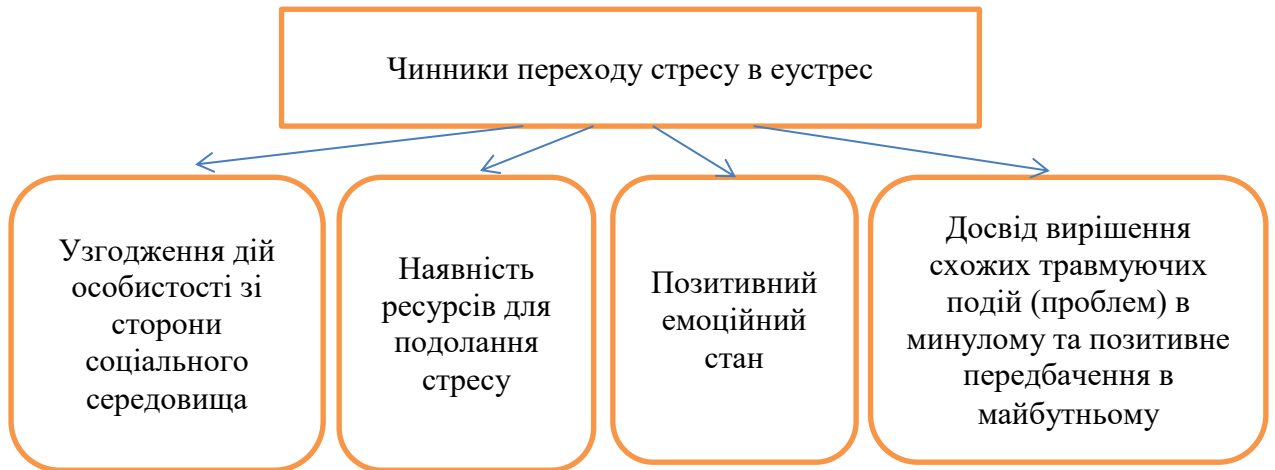 Чинники переходу стресу в еустрес
Узгодження дій
особистості зі
сторони
соціального
середовища
Наявність
ресурсів для
подолання
стресу
Позитивний
емоційний
стан
Досвід вирішення
схожих травмуючих
подій (проблем) в
минулому та позитивне
передбачення в
майбутньому